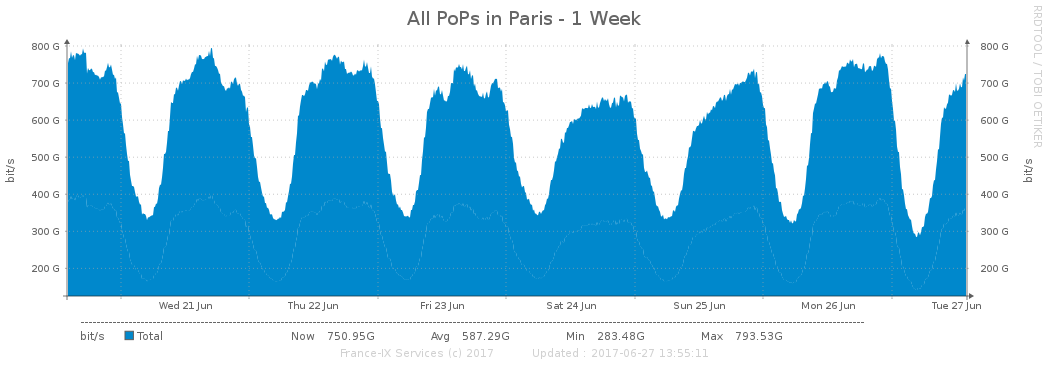 All PoPs in Paris - 1 Week
RRDTOOL / TOBI OETIKER
bit/s
bit/s
800 G 800 G
700 G 700 G
600 G 600 G
500 G 500 G
400 G 400 G
300 G 300 G
200 G 200 G
Wed 21 Jun Thu 22 Jun Fri 23 Jun Sat 24 Jun Sun 25 Jun Mon 26 Jun Tue 27 Jun
bit/s Total Now 750.95G Avg 587.29G Min 283.48G Max 793.53G
France-IX Services (c) 2017 Updated : 2017-06-27 13:55:11